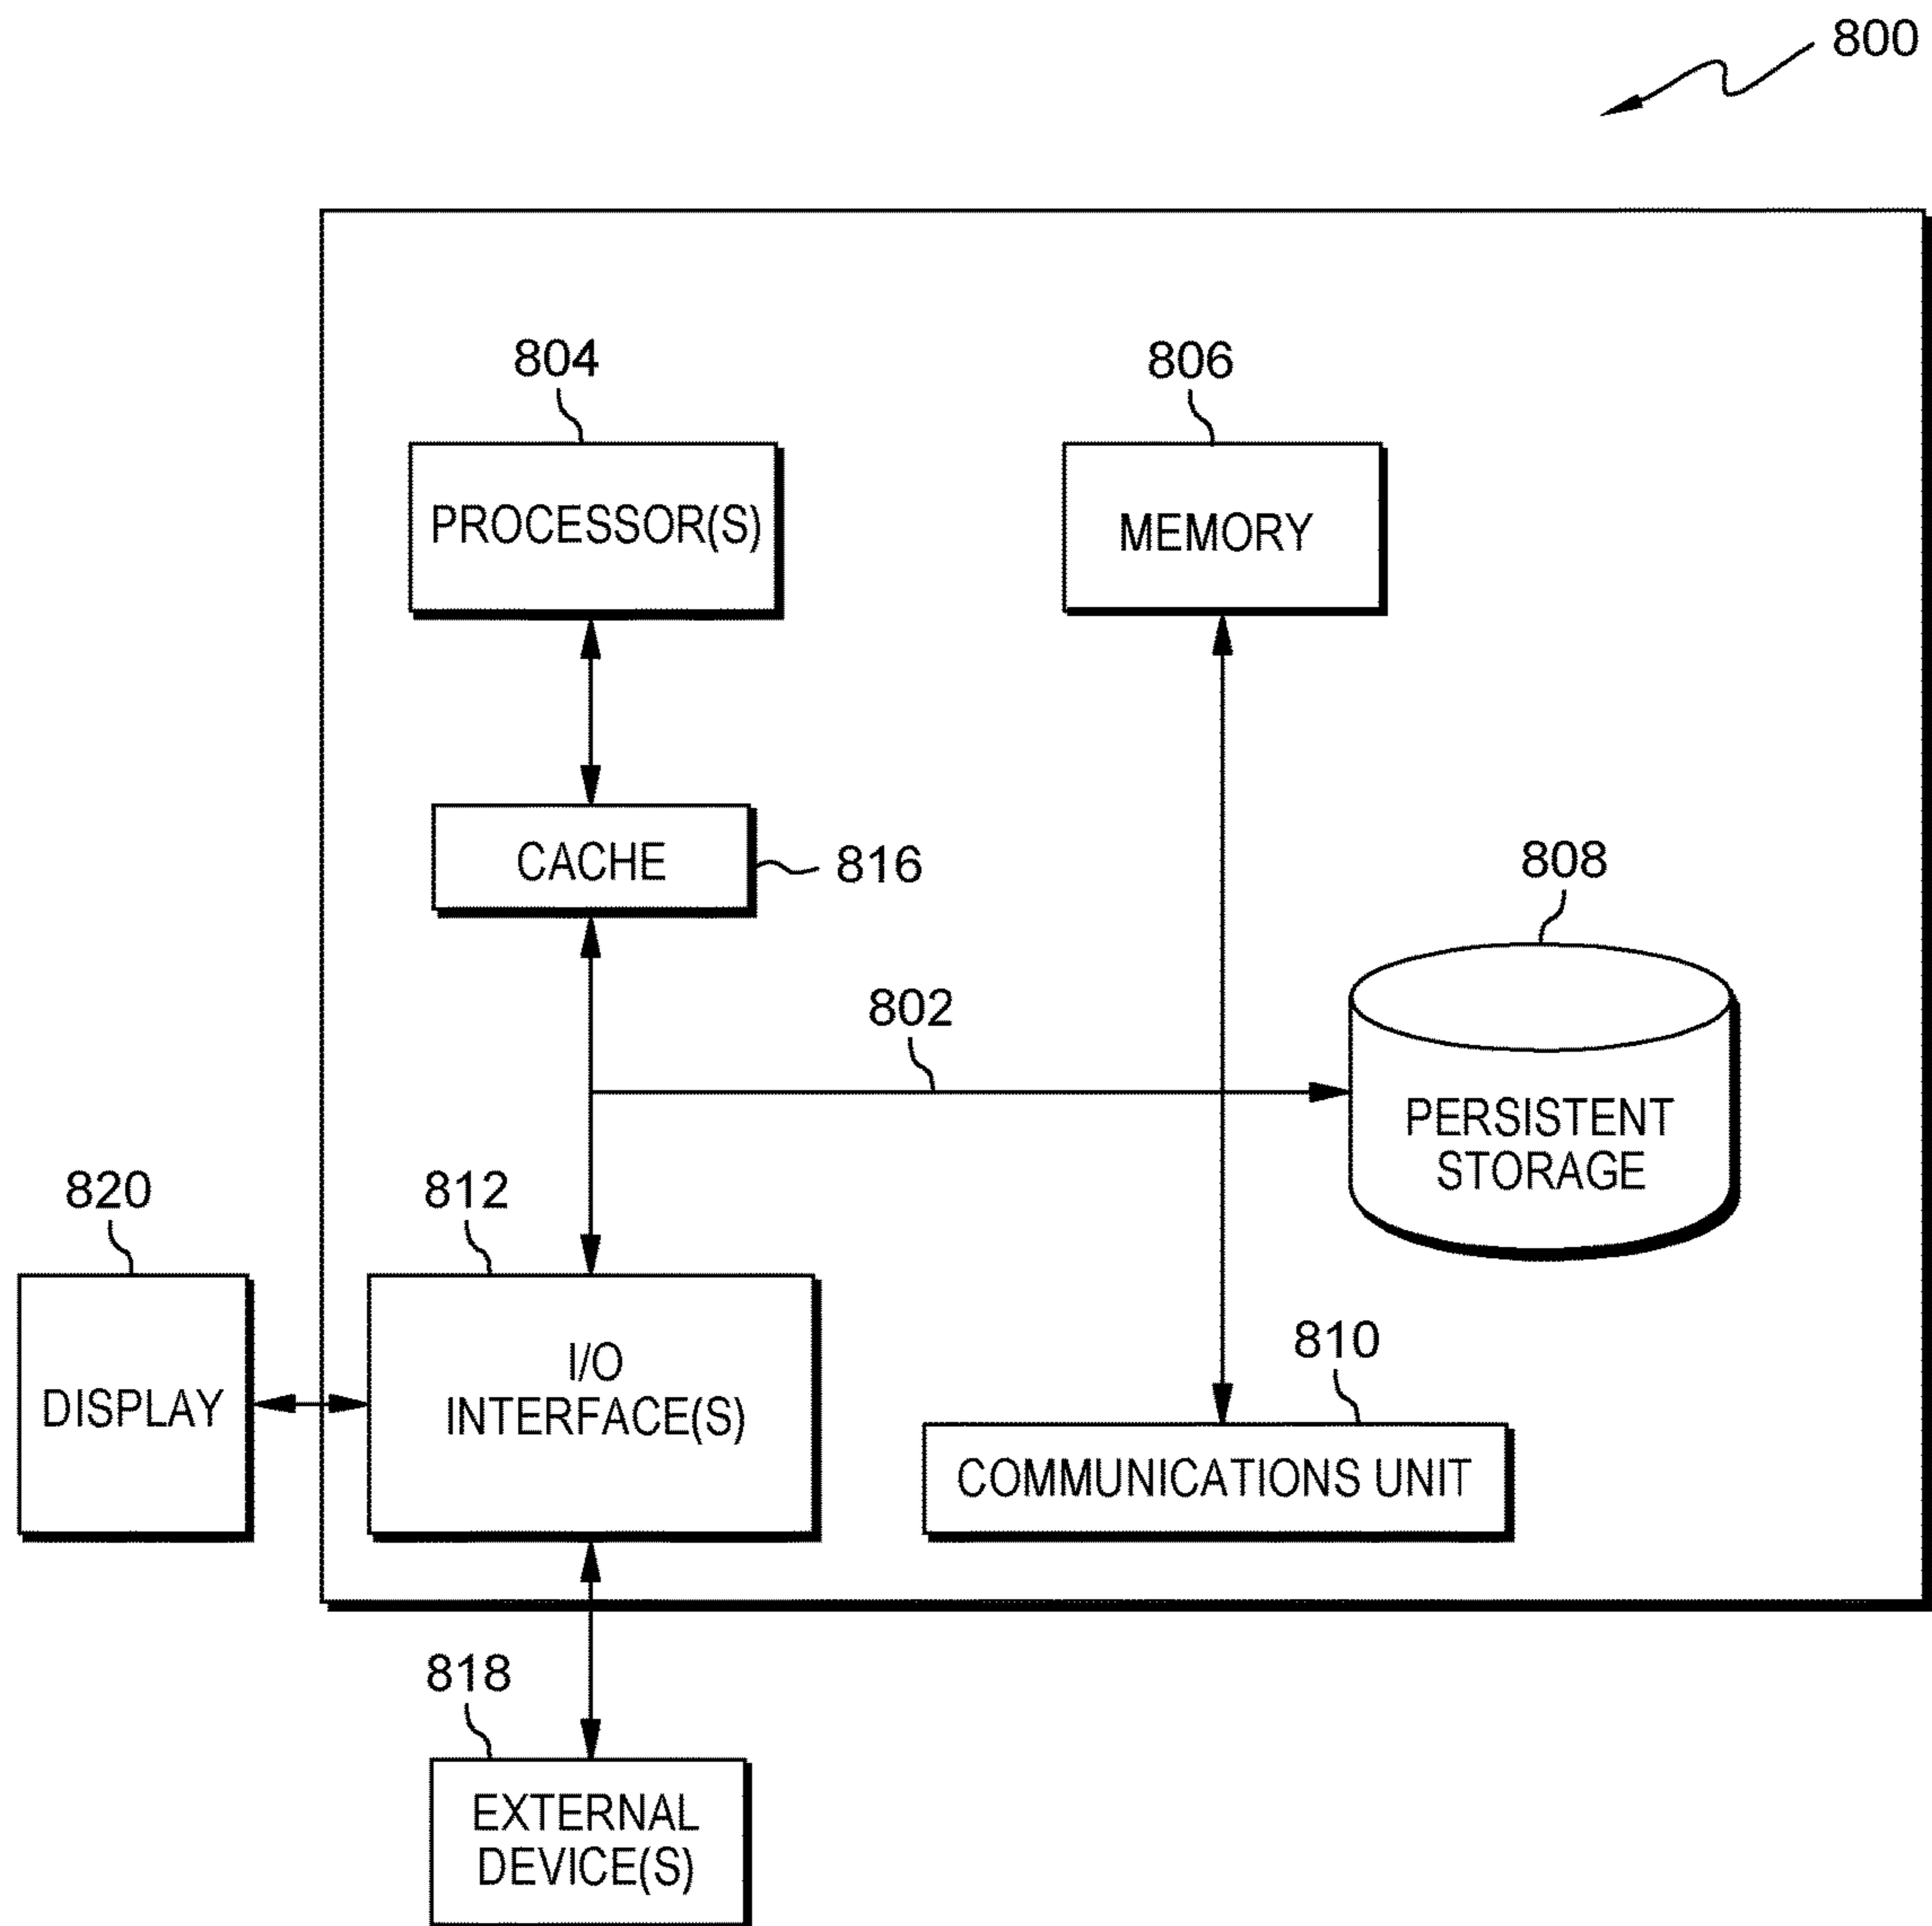 800
804
PROCESSOR(S)
806
MEMORY
CACHE
816
808
PERSISTENT
STORAGE
802
820
DISPLAY
812
I/O
INTERFACE(S)
810
COMMUNICATIONS UNIT
818
EXTERNAL
DEVICE(S)